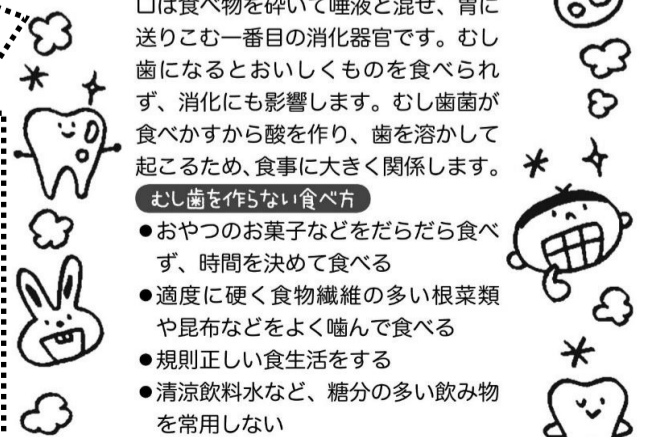 口は食べ物を砕いて唾液と混ぜ、胃に
送りこむ一番目の消化器官です。むし
歯になるとおいしくものを食べられ
ず、消化にも影響します。むし歯菌が
食べかすから酸を作り、歯を溶かして
起こるため、食事に大きく関係します。
むし歯を作らない食べ方
●おやつのお菓子などをだらだら食べ
ず、時間を決めて食べる
●適度に硬く食物繊維の多い根菜類
や昆布などをよく噛んで食べる
●規則正しい食生活をする
●清涼飲料水など、糖分の多い飲み物
を常用しない